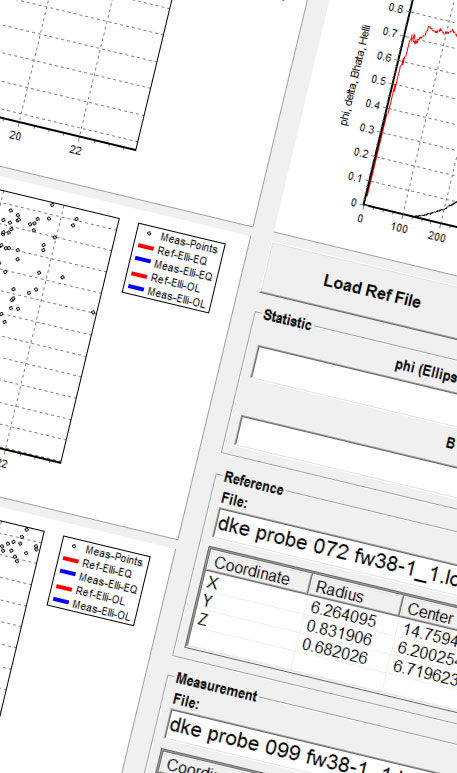 20
22
0.8
0.7
0.6
0.5
0.4
0.3
0.2
0.1
0
0
100
200
phi, delta, Bhata, Helli
Meas-Points
Ref-Elli-EQ
Meas-Elli-EQ
Ref-Elli-OL
Meas-Elli-OL
Load Ref File
Statistic
phi (Ellips
B
Meas-Points
Ref-Elli-EQ
Meas-Elli-EQ
Ref-Elli-OL
Meas-Elli-OL
Reference
File:
dke probe 072 fw38-1_1.lo
Coordinate Radius Center
X 6.264095 14.7594
Y 0.831906 6.20025
Z 0.682026 6.719623
Measurement
File:
dke probe 099 fw38-1_1
Coordi